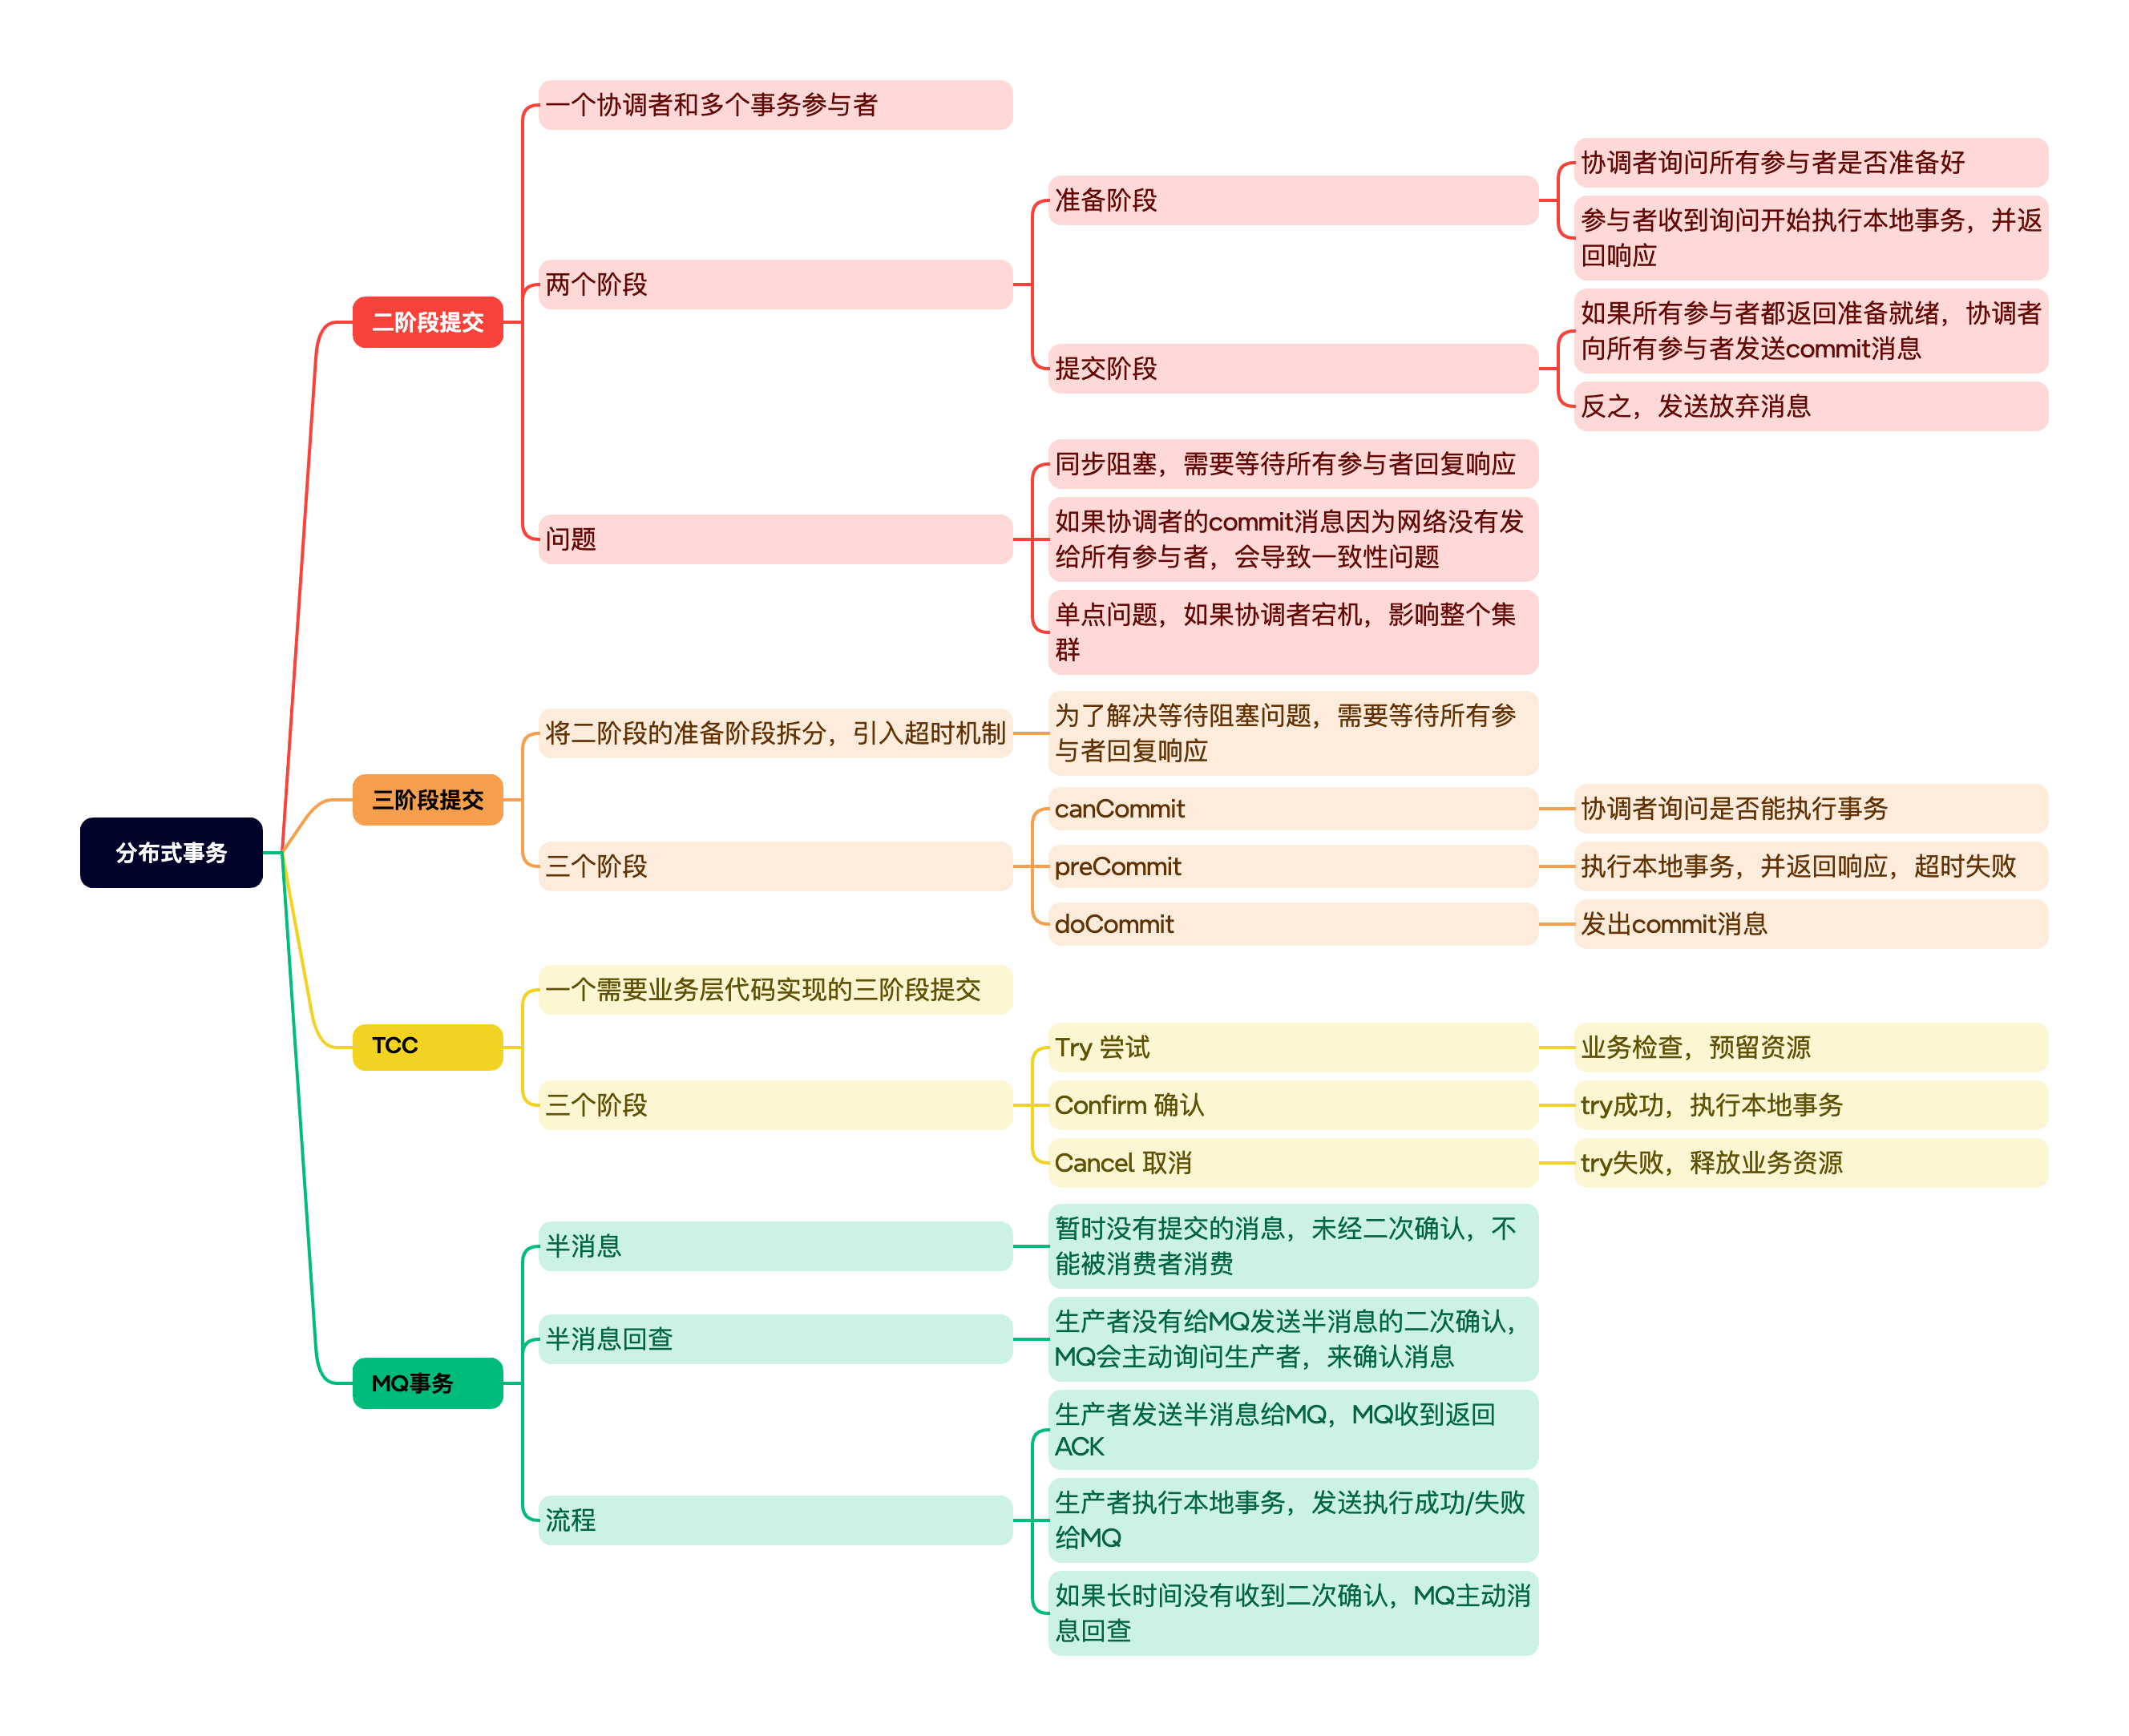 分布式事务
二阶段提交
一个协调者和多个事务参与者
两个阶段
准备阶段
协调者询问所有参与者是否准备好
参与者收到询问开始执行本地事务，并返
回响应
提交阶段
如果所有参与者都返回准备就绪，协调者
向所有参与者发送commit消息
反之，发送放弃消息
问题
同步阻塞，需要等待所有参与者回复响应
如果协调者的commit消息因为网络没有发
给所有参与者，会导致一致性问题
单点问题，如果协调者宕机，影响整个集
群
三阶段提交
将二阶段的准备阶段拆分，引入超时机制
为了解决等待阻塞问题，需要等待所有参
与者回复响应
三个阶段
canCommit
协调者询问是否能执行事务
preCommit
执行本地事务，并返回响应，超时失败
doCommit
发出commit消息
TCC
一个需要业务层代码实现的三阶段提交
三个阶段
Try 尝试
业务检查，预留资源
Confirm 确认
try成功，执行本地事务
Cancel 取消
try失败，释放业务资源
MQ事务
半消息
暂时没有提交的消息，未经二次确认，不
能被消费者消费
半消息回查
生产者没有给MQ发送半消息的二次确认，
MQ会主动询问生产者，来确认消息
流程
生产者发送半消息给MQ，MQ收到返回
ACK
生产者执行本地事务，发送执行成功/失败
给MQ
如果长时间没有收到二次确认，MQ主动消
息回查